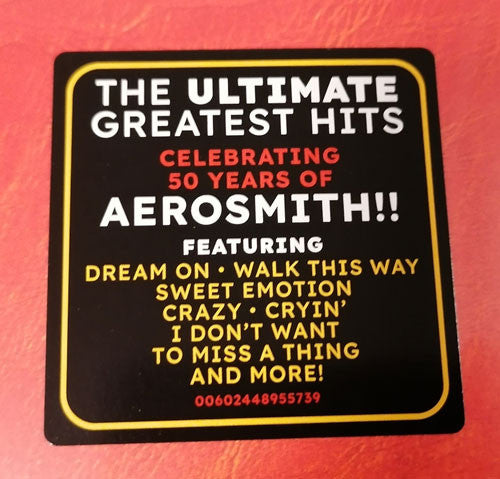 THE ULTIMATE
GREATEST HITS
CELEBRATING
50 YEARS OF
AEROSMITH!!
FEATURING
DREAM ON • WALK THIS WAY
SWEET EMOTION
CRAZY • CRYIN'
I DON'T WANT
TO MISS A THING
AND MORE!
00602448955739